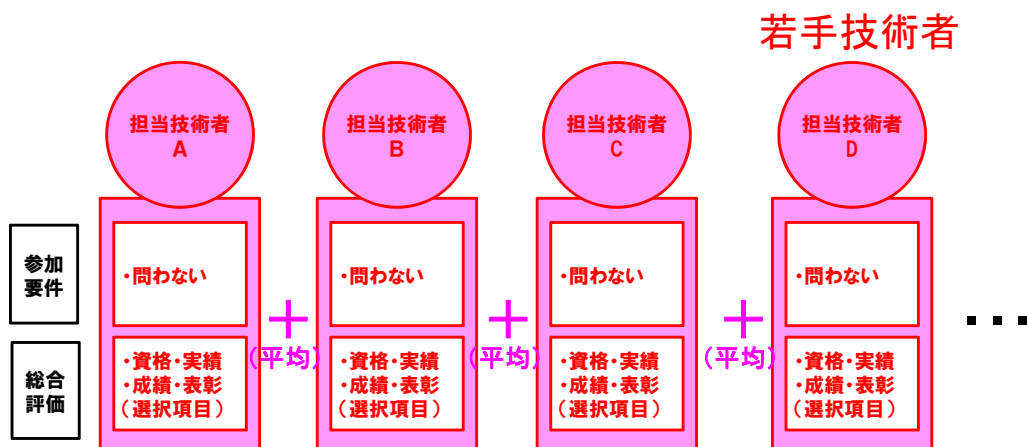 若手技術者
担当技術者
A
担当技術者
B
担当技術者
C
担当技術者
D
参加
要件
・問わない
・問わない
・問わない
・問わない
+
(平均)
+
(平均)
+
(平均)
・・・
総合
評価
・資格・実績
・成績・表彰
(選択項目)
・資格・実績
・成績・表彰
(選択項目)
・資格・実績
・成績・表彰
(選択項目)
・資格・実績
・成績・表彰
(選択項目)